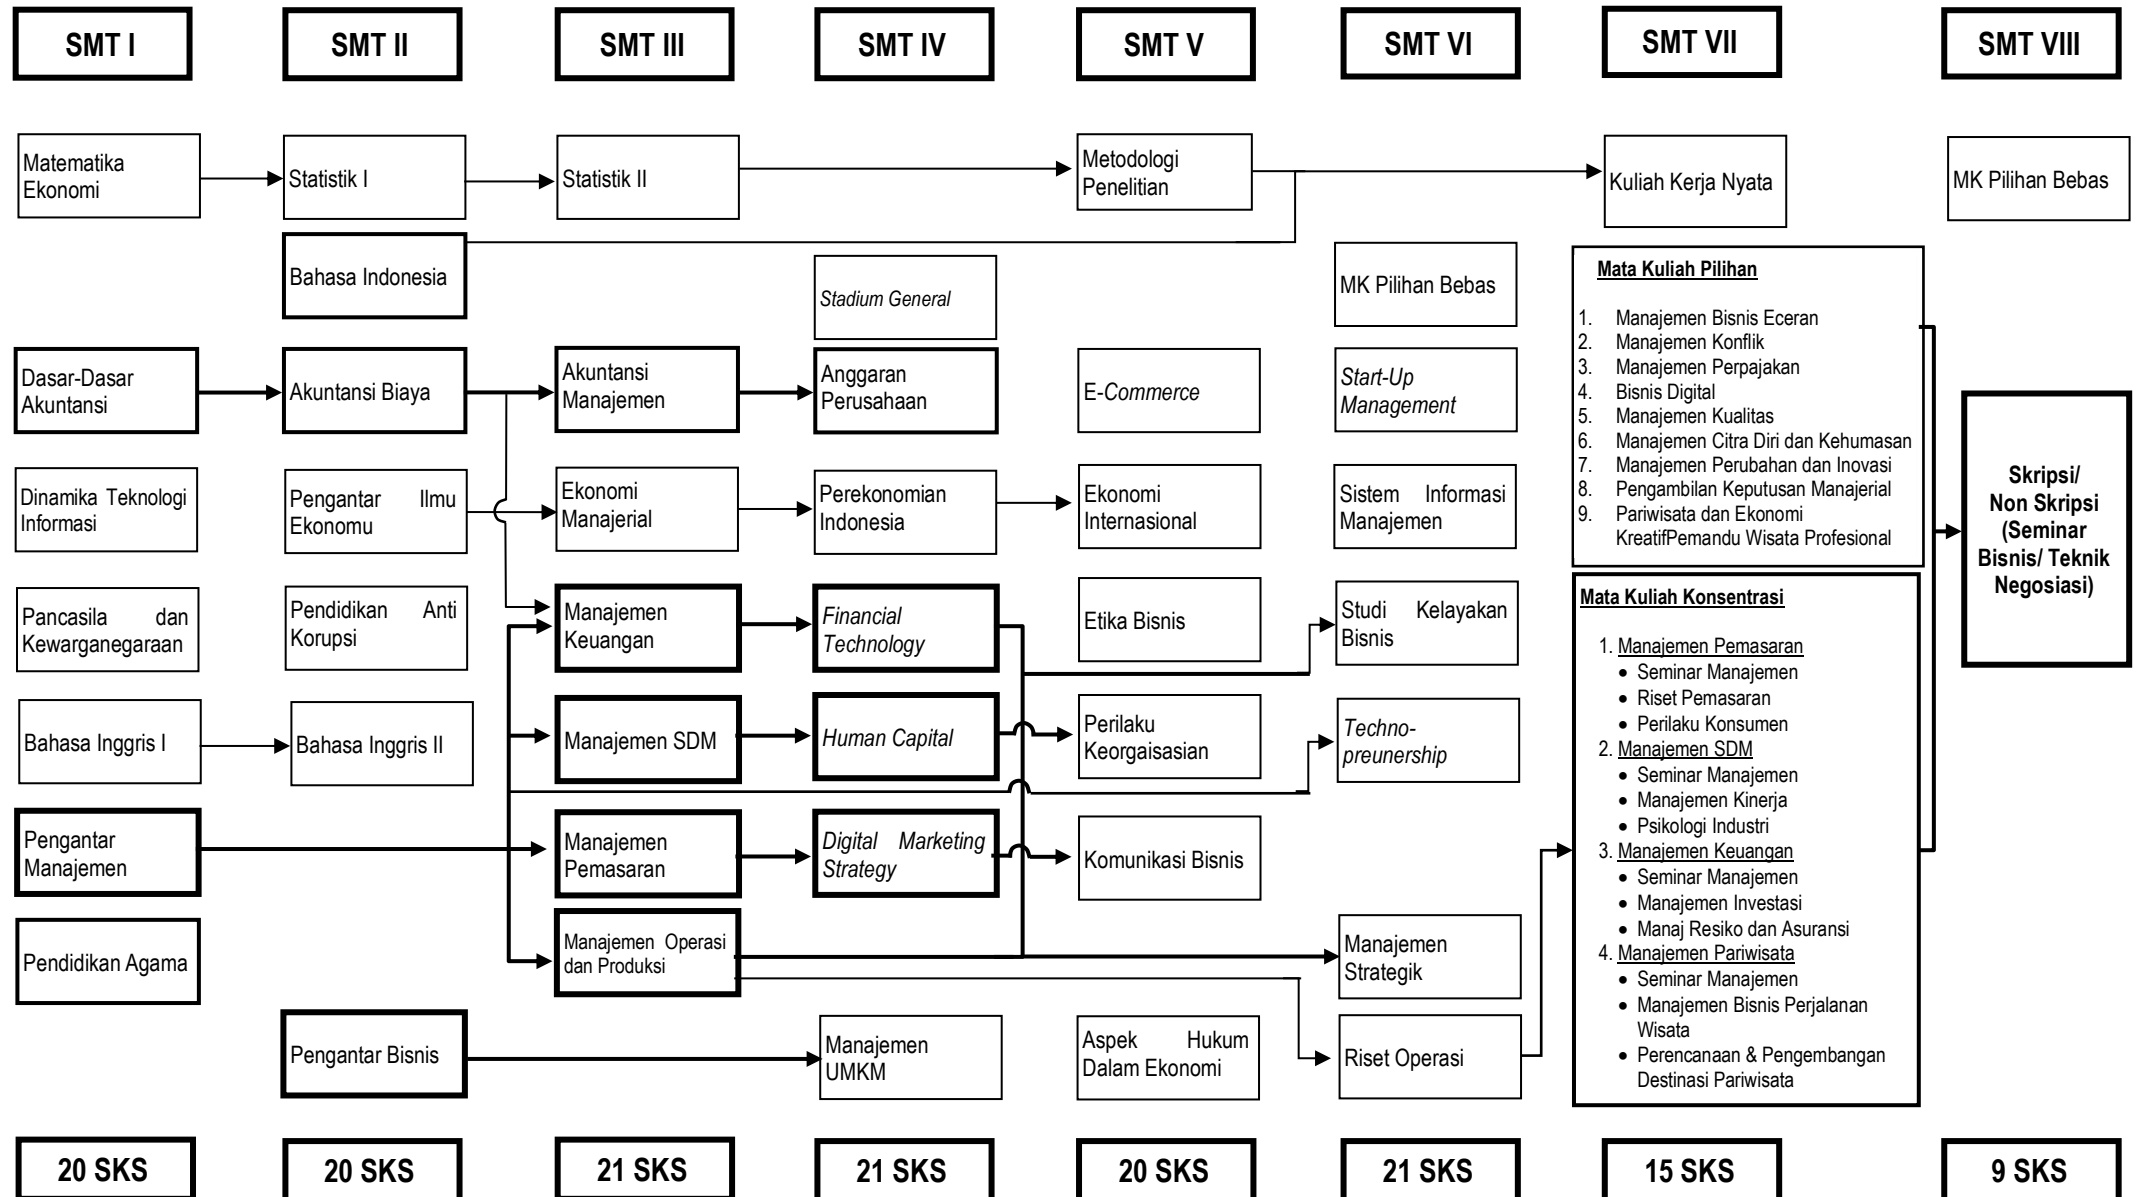 SMT I
SMT II
SMT III
SMT IV
SMT V
SMT VI
SMT VII
SMT VIII
Matematika
Ekonomi
Statistik I
Statistik II
Metodologi
Penelitian
Kuliah Kerja Nyata
MK Pilihan Bebas
Bahasa Indonesia
Stadium General
MK Pilihan Bebas
Dasar-Dasar
Akuntansi
Akuntansi Biaya
Akuntansi
Manajemen
Anggaran
Perusahaan
E-Commerce
Start-Up
Management
Dinamika Teknologi
Informasi
Pengantar Ilmu
Ekonomu
Ekonomi
Manajerial
Perekonomian
Indonesia
Ekonomi
Internasional
Sistem Informasi
Manajemen
Pancasila dan
Kewarganegaraan
Pendidikan Anti
Korupsi
Manajemen
Keuangan
Financial
Technology
Etika Bisnis
Studi Kelayakan
Bisnis
Bahasa Inggris I
Bahasa Inggris II
Manajemen SDM
Human Capital
Perilaku
Keorgaisasian
Techno-
preunership
Pengantar
Manajemen
Manajemen
Pemasaran
Digital Marketing
Strategy
Komunikasi Bisnis
Pendidikan Agama
Manajemen Operasi
dan Produksi
Manajemen
Strategik
Pengantar Bisnis
Manajemen
UMKM
Aspek Hukum
Dalam Ekonomi
Riset Operasi
Mata Kuliah Pilihan
1. Manajemen Bisnis Eceran
2. Manajemen Konflik
3. Manajemen Perpajakan
4. Bisnis Digital
5. Manajemen Kualitas
6. Manajemen Citra Diri dan Kehumasan
7. Manajemen Perubahan dan Inovasi
8. Pengambilan Keputusan Manajerial
9. Pariwisata dan Ekonomi
KreatifPemandu Wisata Profesional
Mata Kuliah Konsentrasi
1. Manajemen Pemasaran
• Seminar Manajemen
• Riset Pemasaran
• Perilaku Konsumen
2. Manajemen SDM
• Seminar Manajemen
• Manajemen Kinerja
• Psikologi Industri
3. Manajemen Keuangan
• Seminar Manajemen
• Manajemen Investasi
• Manaj Resiko dan Asuransi
4. Manajemen Pariwisata
• Seminar Manajemen
• Manajemen Bisnis Perjalanan
Wisata
• Perencanaan & Pengembangan
Destinasi Pariwisata
Skripsi/
Non Skripsi
(Seminar
Bisnis/ Teknik
Negosiasi)
20 SKS
20 SKS
21 SKS
21 SKS
20 SKS
21 SKS
15 SKS
9 SKS